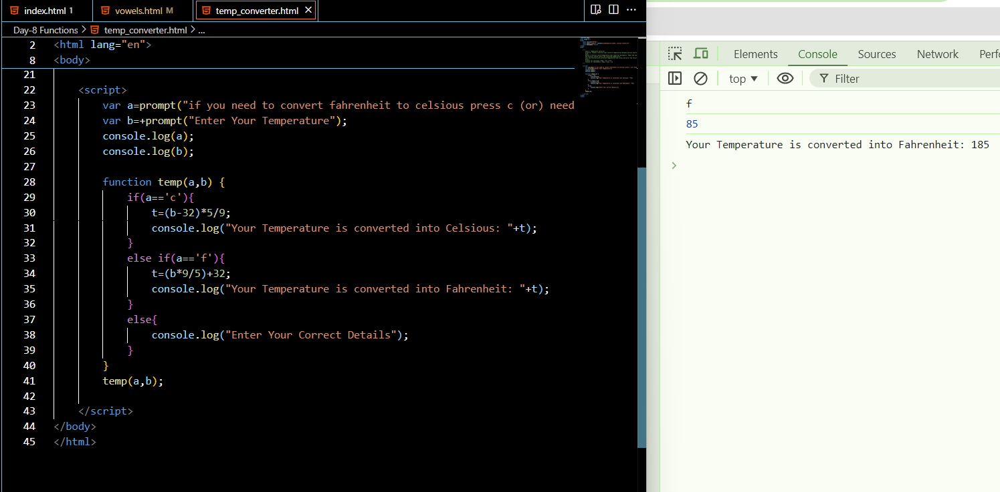 index.html 1
vowels.html M
temp_converter.html
Day-8 Functions > temp_converter.html > ...
2 <html lang="en">
8 <body>
21
22 <script>
23 var a=prompt("if you need to convert fahrenheit to celsious press c (or) need
24 var b=+prompt("Enter Your Temperature");
25 console.log(a);
26 console.log(b);
27
28 function temp(a,b) {
29 if(a=='c'){
30 t=(b-32)*5/9;
31 console.log("Your Temperature is converted into Celsious: "+t);
32 }
33 else if(a=='f'){
34 t=(b*9/5)+32;
35 console.log("Your Temperature is converted into Fahrenheit: "+t);
36 }
37 else{
38 console.log("Enter Your Correct Details");
39 }
40 }
41 temp(a,b);
42
43 </script>
44 </body>
45 </html>
Elements Console Sources Network Perf
top Filter
f
85
Your Temperature is converted into Fahrenheit: 185